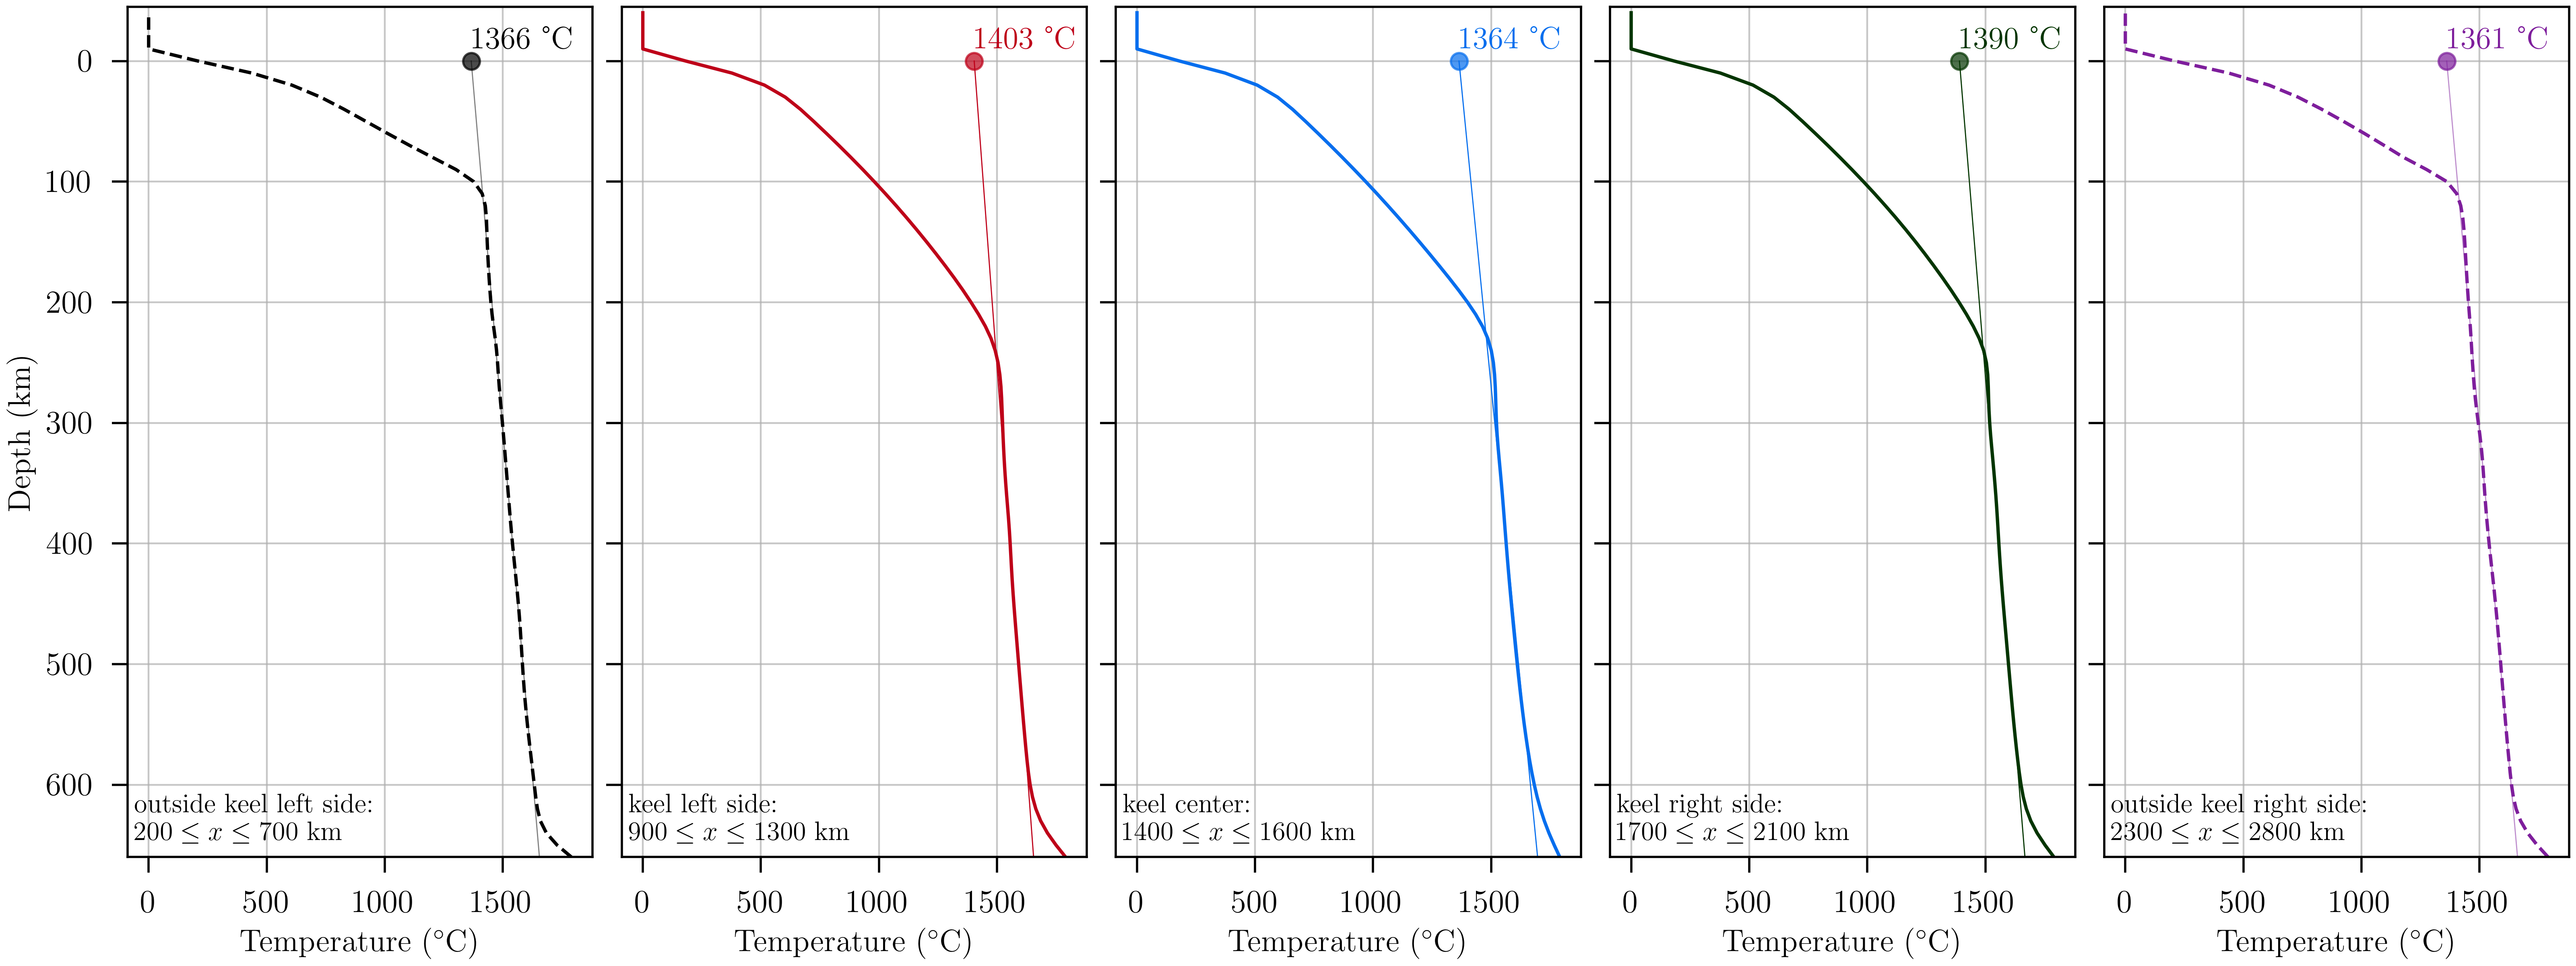 1366 °C
1403 °C
1364 °C
1390 °C
1361 °C
Depth (km)
0
100
200
300
400
500
600
outside keel left side:
200 ≤ x ≤ 700 km
keel left side:
900 ≤ x ≤ 1300 km
keel center:
1400 ≤ x ≤ 1600 km
keel right side:
1700 ≤ x ≤ 2100 km
outside keel right side:
2300 ≤ x ≤ 2800 km
0 500 1000 1500
0 500 1000 1500
0 500 1000 1500
0 500 1000 1500
0 500 1000 1500
Temperature (°C)
Temperature (°C)
Temperature (°C)
Temperature (°C)
Temperature (°C)